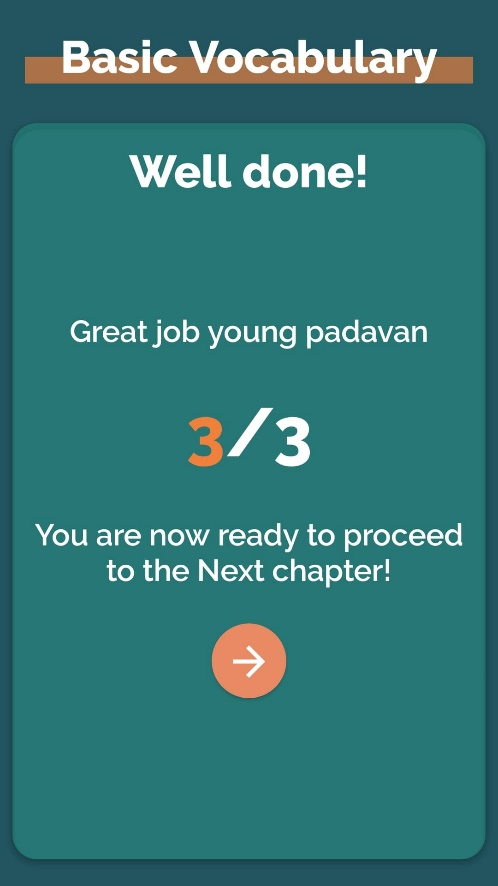 Basic Vocabulary
Well done!
Great job young padavan
3/3
You are now ready to proceed
to the Next chapter!